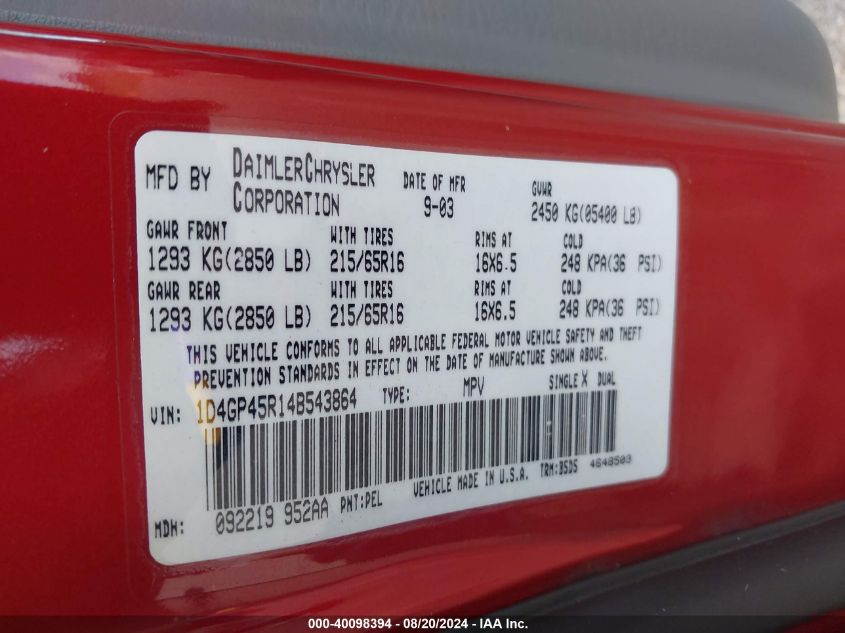 MFD BY DAIMLERCHRYSLER CORPORATION DATE OF MFR 9-03 GVWR 2450 KG(05400 LB)
GAWR FRONT WITH TIRES RIMS AT COLD
1293 KG(2850 LB) 215/65R16 16X6.5 248 KPA(36 PSI)
GAWR REAR WITH TIRES RIMS AT COLD
1293 KG(2850 LB) 215/65R16 16X6.5 248 KPA(36 PSI)
THIS VEHICLE CONFORMS TO ALL APPLICABLE FEDERAL MOTOR VEHICLE SAFETY AND THEFT
PREVENTION STANDARDS IN EFFECT ON THE DATE OF MANUFACTURE SHOWN ABOVE.
VIN: 1D4GP45R14B543864 TYPE: MPV SINGLE X DUAL
MDH: 092219 952AA PNT:PEL VEHICLE MADE IN U.S.A. TRM:BSD5 4648503
000-40098394 - 08/20/2024 - IAA Inc.